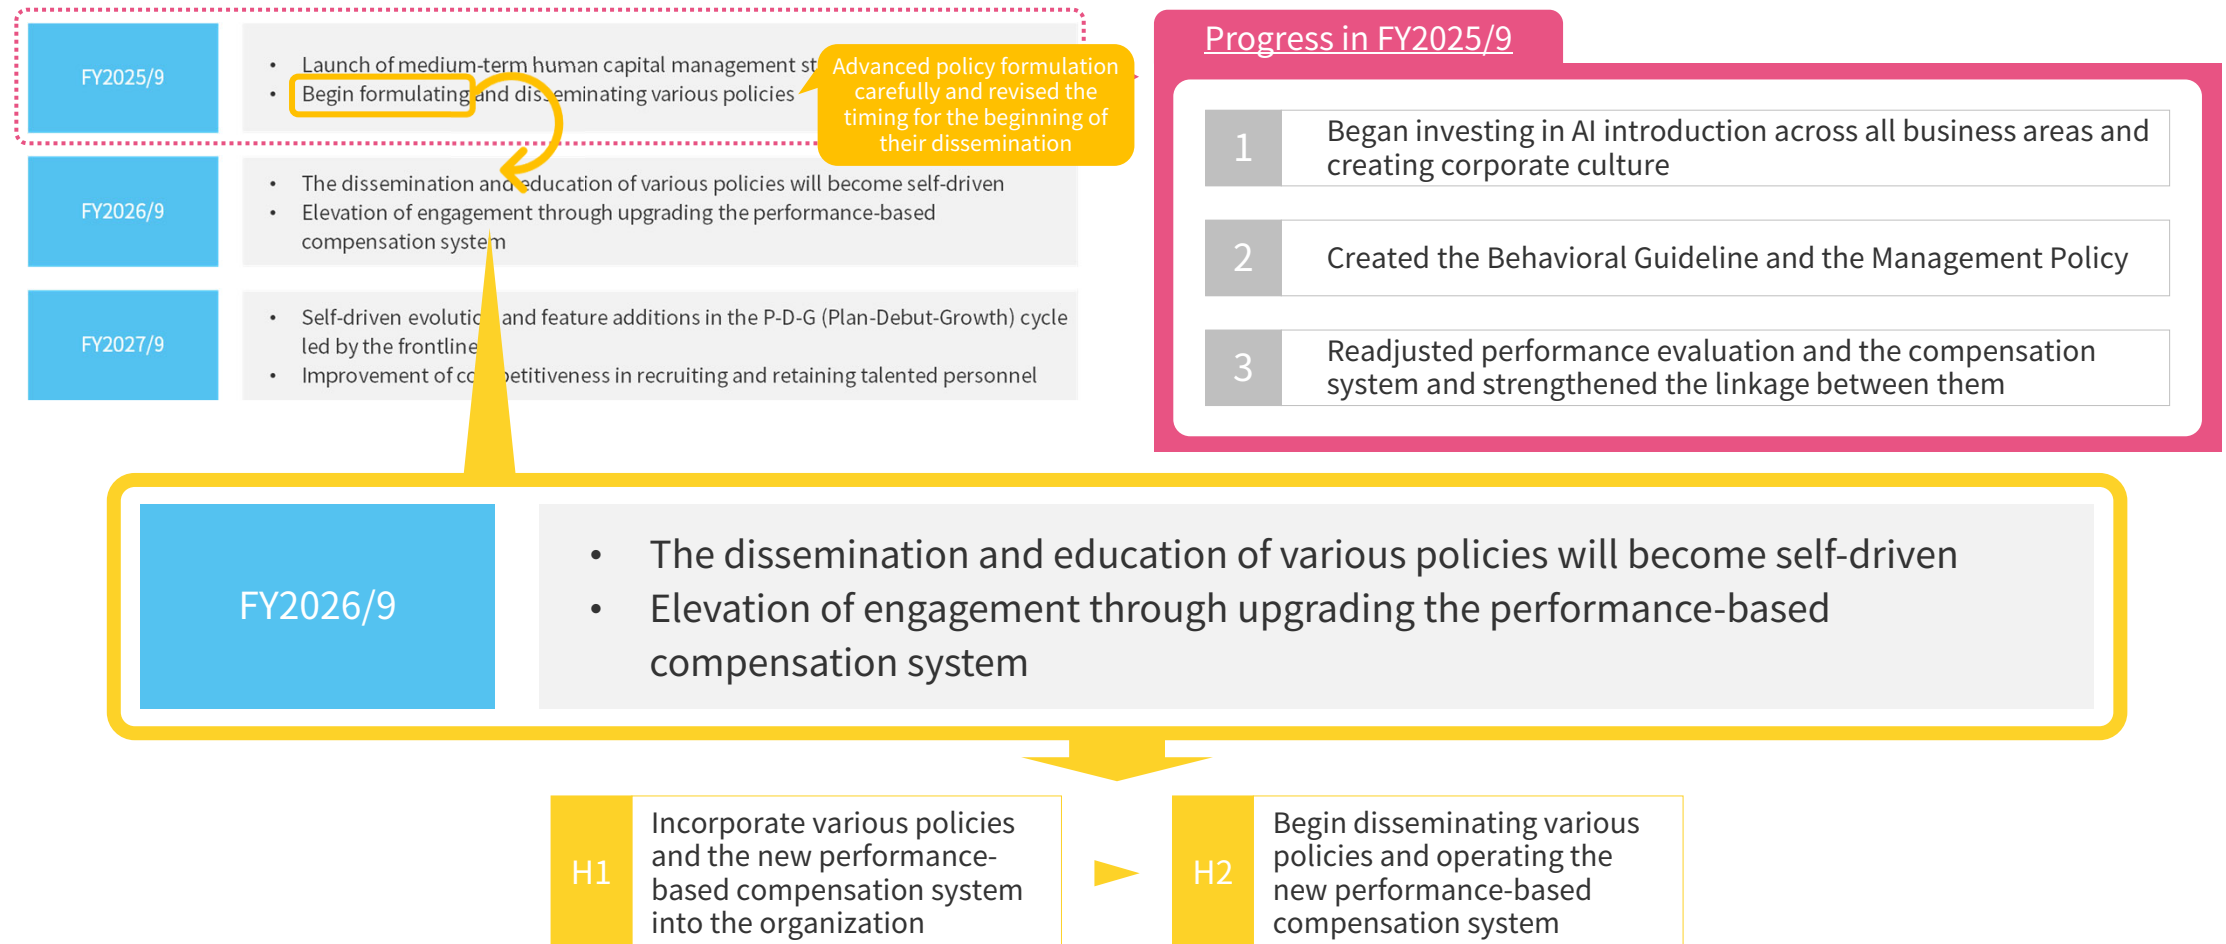 FY2025/9
• Launch of medium-term human capital management
• Begin formulating and disseminating various policies
Advanced policy formulation
carefully and revised the
timing for the beginning of
their dissemination
FY2026/9
• The dissemination and education of various policies will become self-driven
• Elevation of engagement through upgrading the performance-based
compensation system
FY2027/9
• Self-driven evolution and feature additions in the P-D-G (Plan-Debut-Growth) cycle
led by the frontline
• Improvement of competitiveness in recruiting and retaining talented personnel
Progress in FY2025/9
1
Began investing in AI introduction across all business areas and
creating corporate culture
2
Created the Behavioral Guideline and the Management Policy
3
Readjusted performance evaluation and the compensation
system and strengthened the linkage between them
FY2026/9
• The dissemination and education of various policies will become self-driven
• Elevation of engagement through upgrading the performance-based
compensation system
H1
Incorporate various policies
and the new performance-
based compensation system
into the organization
H2
Begin disseminating various
policies and operating the
new performance-based
compensation system